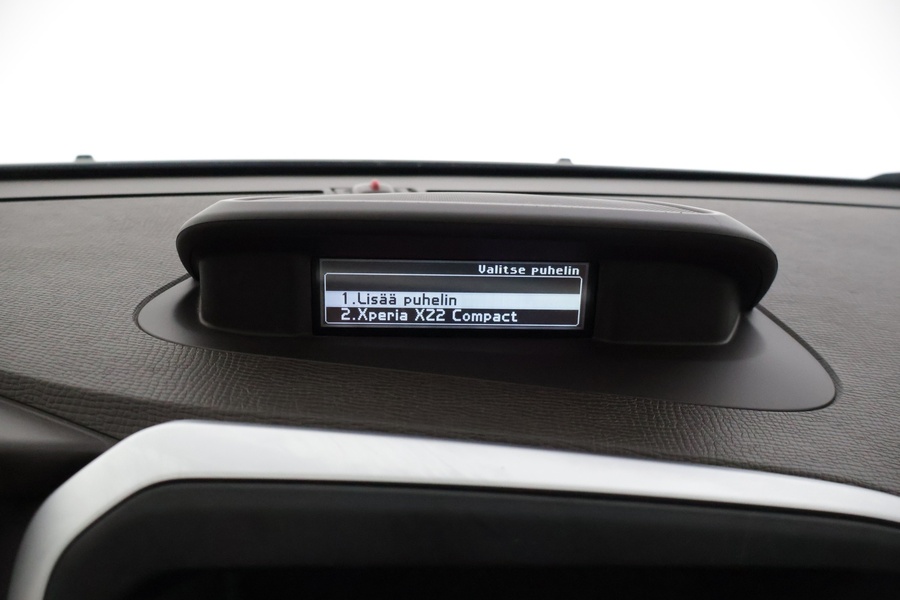 Valitse puhelin
1.Lisää puhelin
2.Xperia XZ2 Compact